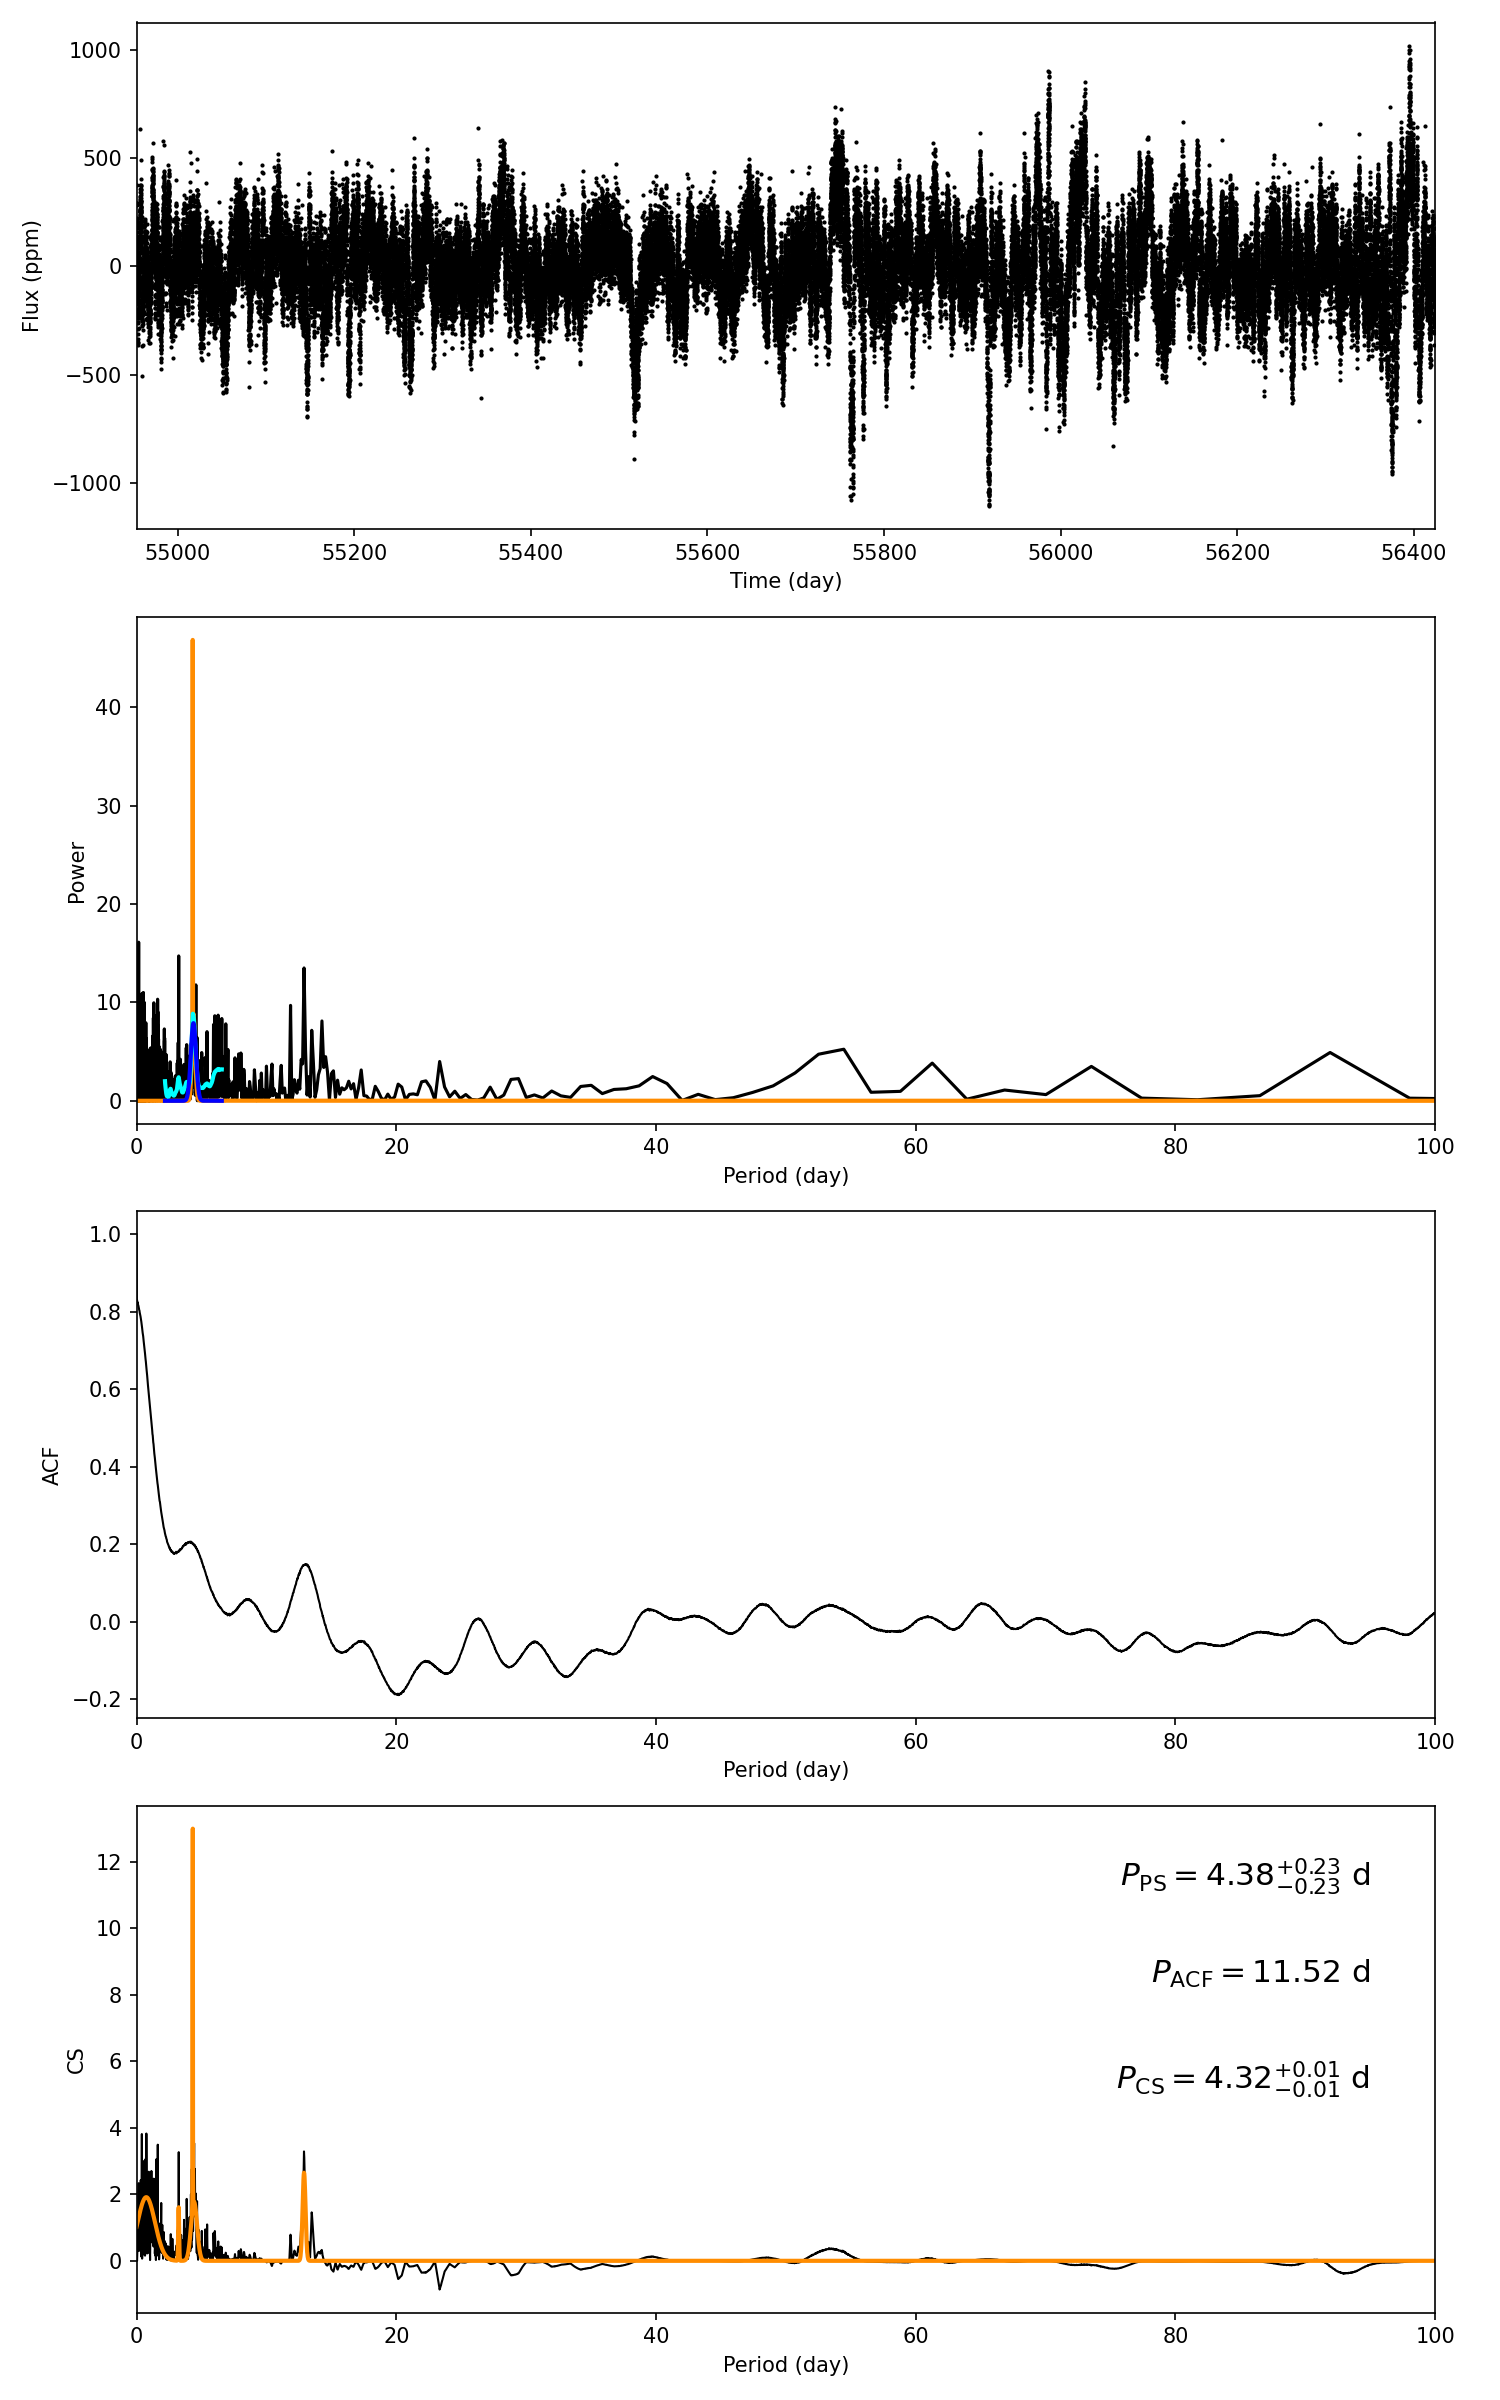 1000
500
0
−500
−1000
Flux (ppm)
55000 55200 55400 55600 55800 56000 56200 56400
Time (day)
40
30
20
10
0
Power
0 20 40 60 80 100
Period (day)
1.0
0.8
0.6
0.4
0.2
0.0
−0.2
ACF
0 20 40 60 80 100
Period (day)
12
10
8
6
4
2
0
CS
P_PS = 4.38^{+0.23}_{−0.23} d
P_ACF = 11.52 d
P_CS = 4.32^{+0.01}_{−0.01} d
0 20 40 60 80 100
Period (day)